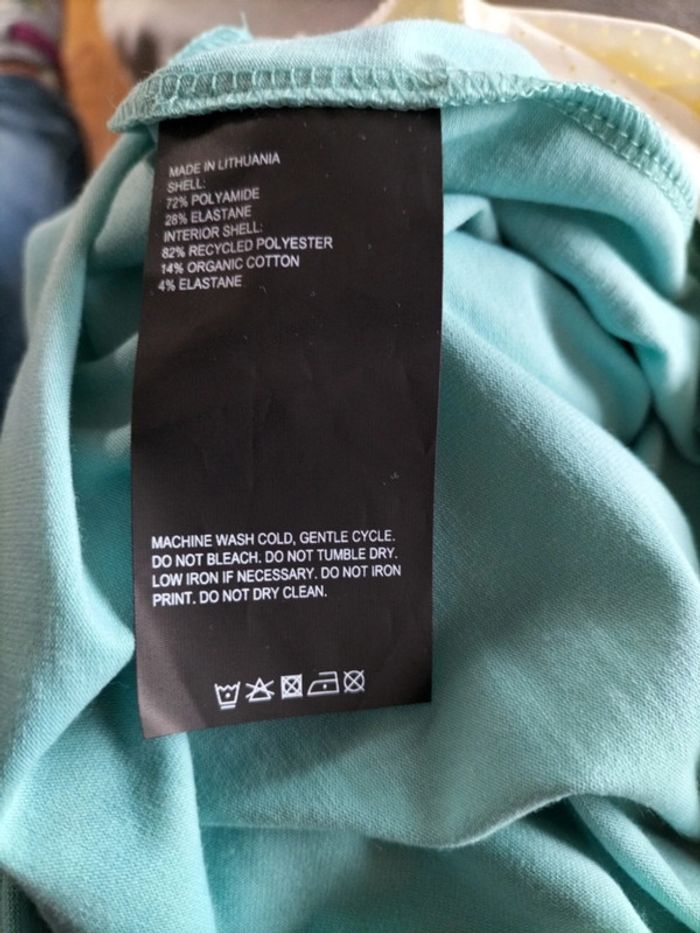 MADE IN LITHUANIA
SHELL:
72% POLYAMIDE
28% ELASTANE
INTERIOR SHELL:
82% RECYCLED POLYESTER
14% ORGANIC COTTON
4% ELASTANE
MACHINE WASH COLD, GENTLE CYCLE.
DO NOT BLEACH. DO NOT TUMBLE DRY.
LOW IRON IF NECESSARY. DO NOT IRON
PRINT. DO NOT DRY CLEAN.